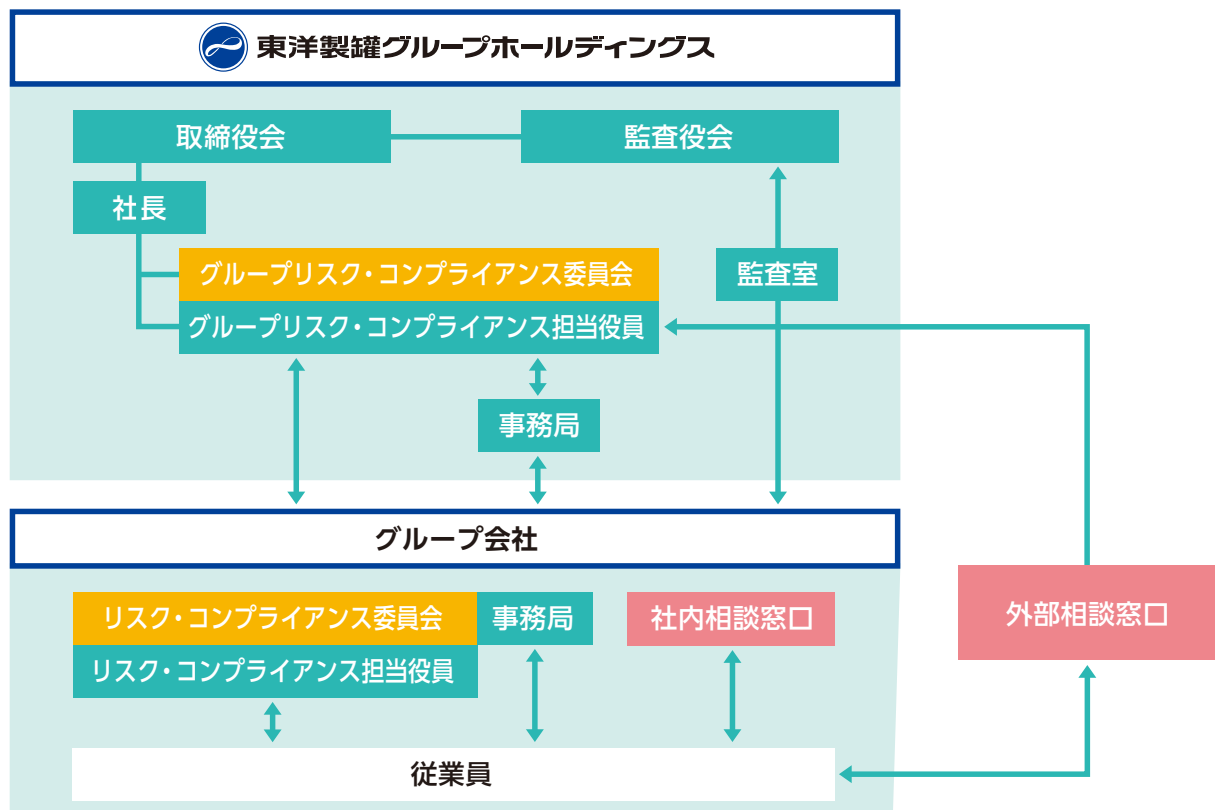 東洋製罐グループホールディングス
取締役会
監査役会
社長
グループリスク・コンプライアンス委員会
監査室
グループリスク・コンプライアンス担当役員
事務局
グループ会社
リスク・コンプライアンス委員会
事務局
社内相談窓口
外部相談窓口
リスク・コンプライアンス担当役員
従業員